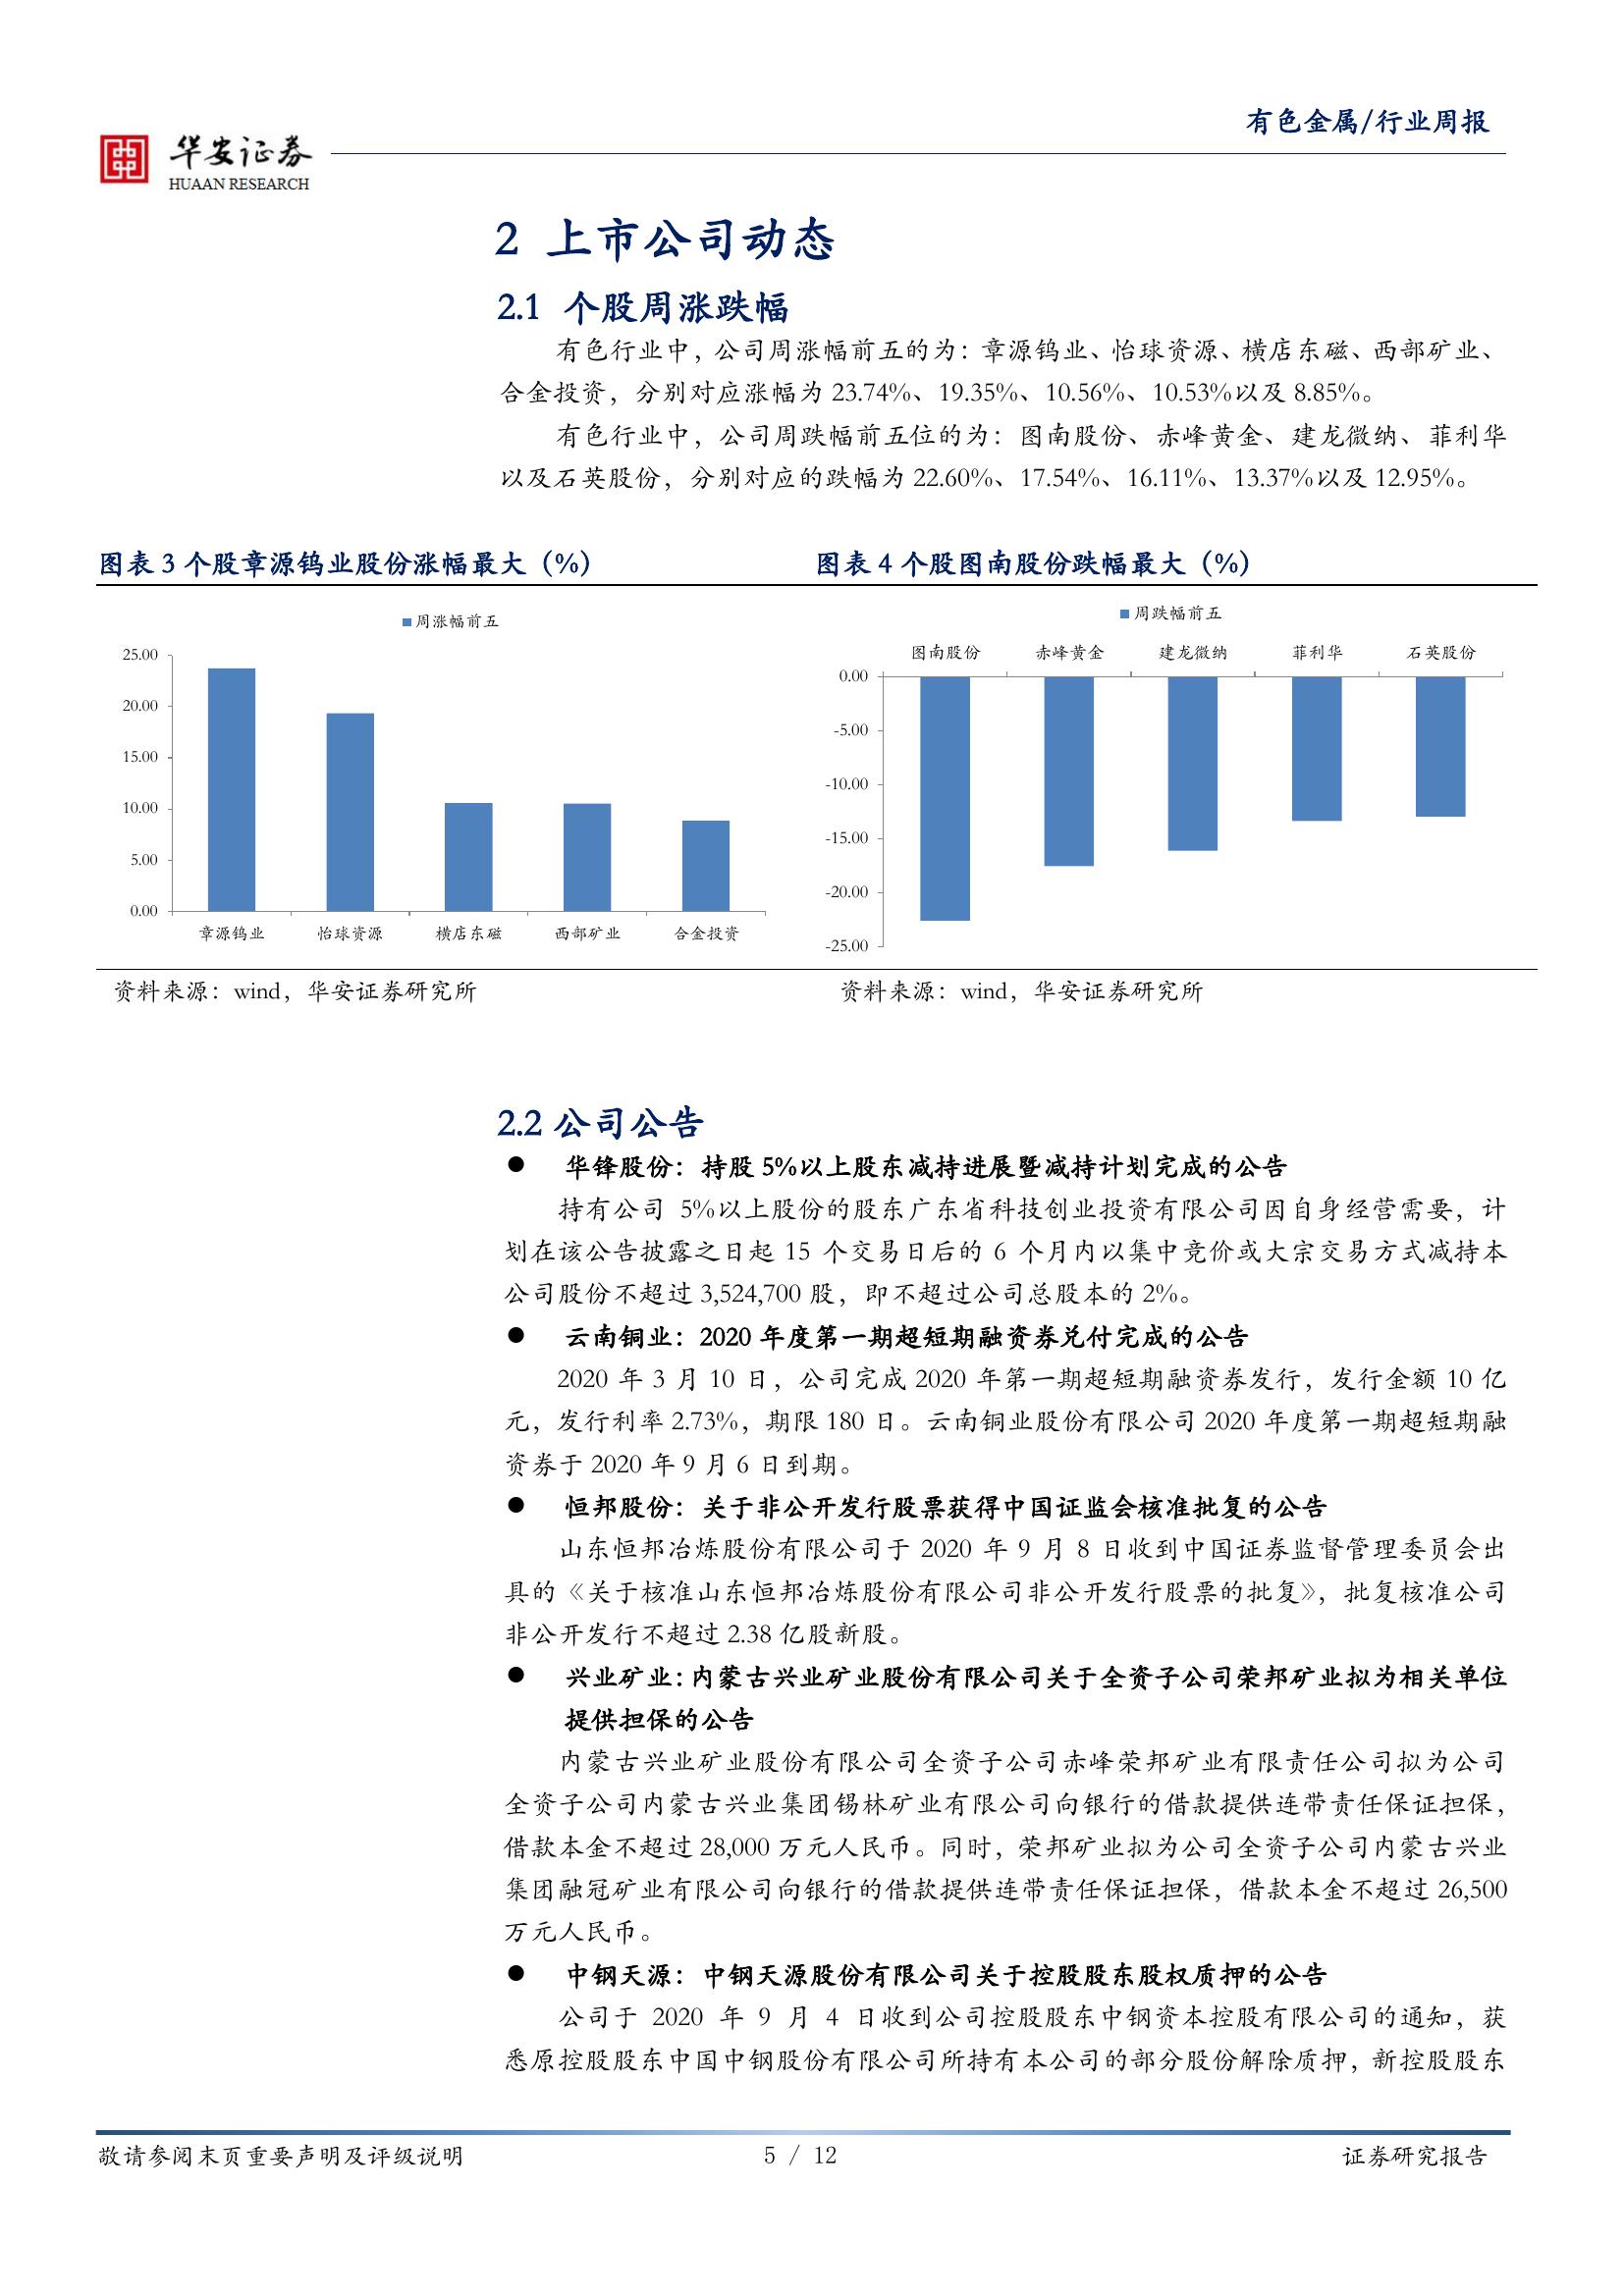 有色金属/行业周报
华安证券
HUAAN RESEARCH
2 上市公司动态
2.1 个股周涨跌幅
有色行业中，公司周涨幅前五的为：章源钨业、怡球资源、横店东磁、西部矿业、
合金投资，分别对应涨幅为 23.74%、19.35%、10.56%、10.53%以及 8.85%。
有色行业中，公司周跌幅前五位的为：图南股份、赤峰黄金、建龙微纳、菲利华
以及石英股份，分别对应的跌幅为 22.60%、17.54%、16.11%、13.37%以及 12.95%。
图表 3 个股章源钨业股份涨幅最大（%）
周涨幅前五
25.00
20.00
15.00
10.00
5.00
0.00
章源钨业 怡球资源 横店东磁 西部矿业 合金投资
资料来源：wind，华安证券研究所
图表 4 个股图南股份跌幅最大（%）
周跌幅前五
图南股份 赤峰黄金 建龙微纳 菲利华 石英股份
0.00
-5.00
-10.00
-15.00
-20.00
-25.00
资料来源：wind，华安证券研究所
2.2 公司公告
● 华锋股份：持股 5%以上股东减持进展暨减持计划完成的公告
持有公司 5%以上股份的股东广东省科技创业投资有限公司因自身经营需要，计
划在该公告披露之日起 15 个交易日后的 6 个月内以集中竞价或大宗交易方式减持本
公司股份不超过 3,524,700 股，即不超过公司总股本的 2%。
● 云南铜业：2020 年度第一期超短期融资券兑付完成的公告
2020 年 3 月 10 日，公司完成 2020 年第一期超短期融资券发行，发行金额 10 亿
元，发行利率 2.73%，期限 180 日。云南铜业股份有限公司 2020 年度第一期超短期融
资券于 2020 年 9 月 6 日到期。
● 恒邦股份：关于非公开发行股票获得中国证监会核准批复的公告
山东恒邦冶炼股份有限公司于 2020 年 9 月 8 日收到中国证券监督管理委员会出
具的《关于核准山东恒邦冶炼股份有限公司非公开发行股票的批复》，批复核准公司
非公开发行不超过 2.38 亿股新股。
● 兴业矿业：内蒙古兴业矿业股份有限公司关于全资子公司荣邦矿业拟为相关单位
提供担保的公告
内蒙古兴业矿业股份有限公司全资子公司赤峰荣邦矿业有限责任公司拟为公司
全资子公司内蒙古兴业集团锡林矿业有限公司向银行的借款提供连带责任保证担保，
借款本金不超过 28,000 万元人民币。同时，荣邦矿业拟为公司全资子公司内蒙古兴业
集团融冠矿业有限公司向银行的借款提供连带责任保证担保，借款本金不超过 26,500
万元人民币。
● 中钢天源：中钢天源股份有限公司关于控股股东股权质押的公告
公司于 2020 年 9 月 4 日收到公司控股股东中钢资本控股有限公司的通知，获
悉原控股股东中国中钢股份有限公司所持有本公司的部分股份解除质押，新控股股东
敬请参阅末页重要声明及评级说明
5 / 12
证券研究报告